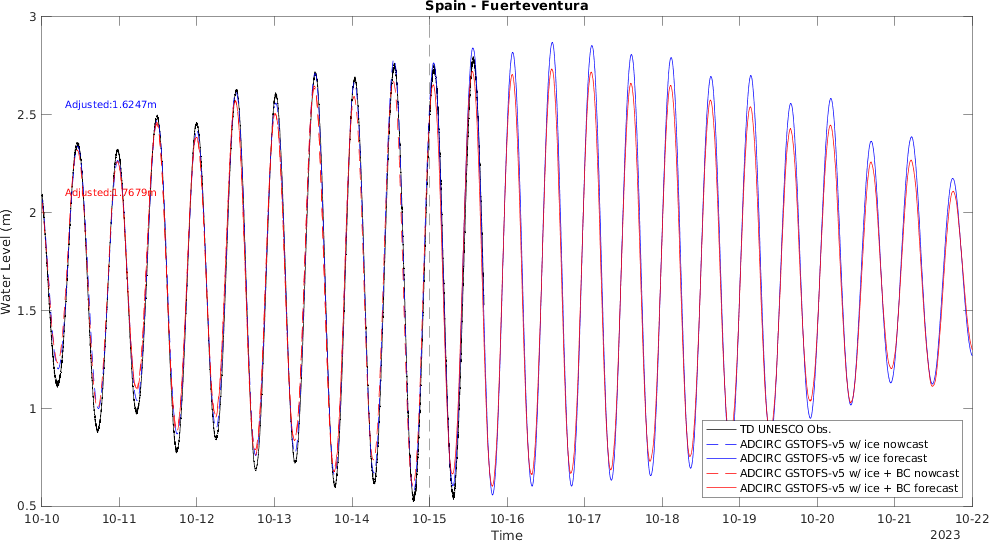 Spain - Fuerteventura
3
2.5
2
1.5
1
0.5
Water Level (m)
Adjusted:1.6247m
Adjusted:1.7679m
TD UNESCO Obs.
ADCIRC GSTOFS-v5 w/ ice nowcast
ADCIRC GSTOFS-v5 w/ ice forecast
ADCIRC GSTOFS-v5 w/ ice + BC nowcast
ADCIRC GSTOFS-v5 w/ ice + BC forecast
10-10 10-11 10-12 10-13 10-14 10-15 10-16 10-17 10-18 10-19 10-20 10-21 10-22
Time
2023